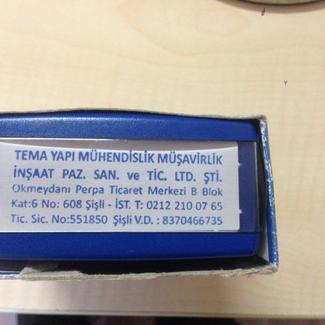 TEMA YAPI MÜHENDİSLİK MÜŞAVİRLİK
İNŞAAT PAZ. SAN. ve TİC. LTD. ŞTİ.
Okmeydanı Perpa Ticaret Merkezi B Blok
Kat:6 No: 608 Şişli - İST. T: 0212 210 07 65
Tic. Sic. No:551850 Şişli V.D. : 8370466735